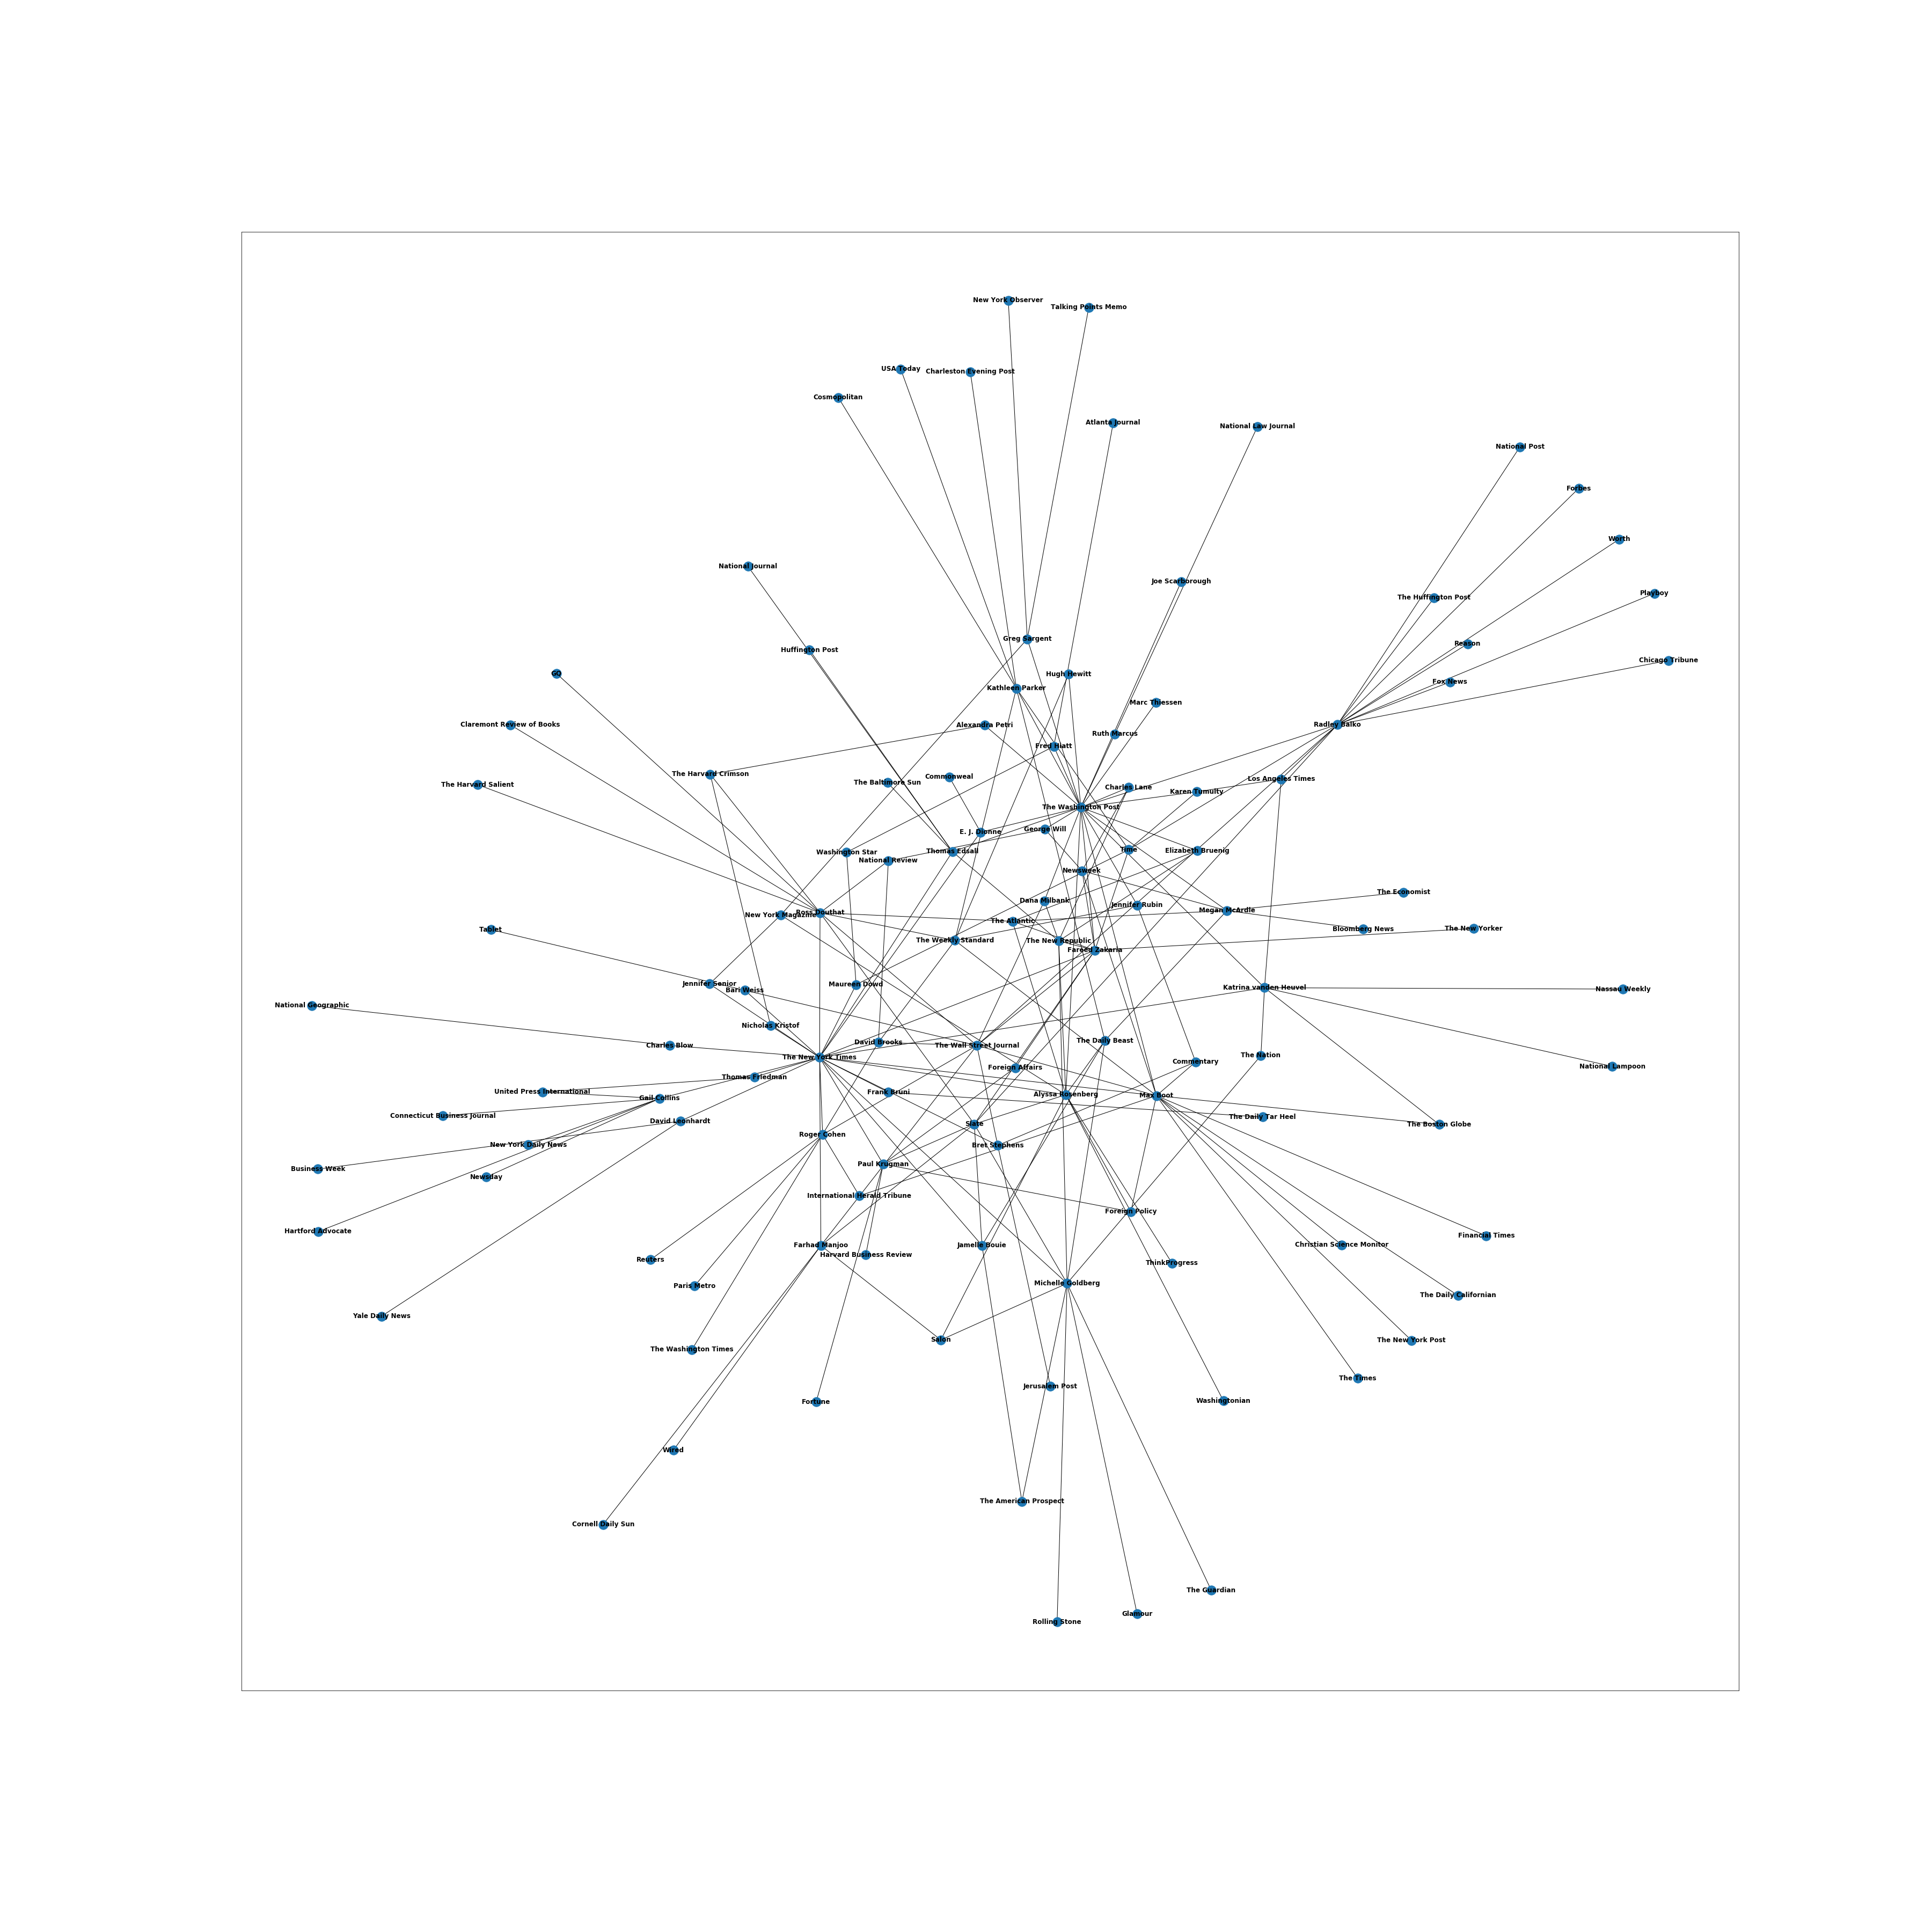 New York Observer
Talking Points Memo
USA Today
Charleston Evening Post
Cosmopolitan
Atlanta Journal
National Law Journal
National Post
Forbes
Worth
National Journal
Joe Scarborough
Playboy
The Huffington Post
Greg Sargent
Reason
Huffington Post
Chicago Tribune
GQ
Hugh Hewitt
Fox News
Kathleen Parker
Marc Thiessen
Claremont Review of Books
Alexandra Petri
Radley Balko
Ruth Marcus
Fred Hiatt
The Harvard Crimson
Commonweal
Los Angeles Times
The Baltimore Sun
The Harvard Salient
Charles Lane
Karen Tumulty
The Washington Post
George Will
E. J. Dionne
Time
Elizabeth Bruenig
Thomas Edsall
Washington Star
National Review
Newsweek
The Economist
Dana Milbank
Jennifer Rubin
Megan McArdle
Ross Douthat
New York Magazine
The Atlantic
The New Yorker
Bloomberg News
Tablet
The Weekly Standard
The New Republic
Fareed Zakaria
Jennifer Senior
Maureen Dowd
Katrina vanden Heuvel
Nassau Weekly
Bari Weiss
National Geographic
Nicholas Kristof
The Daily Beast
David Brooks
Charles Blow
The Wall Street Journal
The Nation
The New York Times
Commentary
National Lampoon
Foreign Affairs
Thomas Friedman
United Press International
Frank Bruni
Alyssa Rosenberg
Max Boot
Gail Collins
Connecticut Business Journal
The Daily Tar Heel
David Leonhardt
Slate
The Boston Globe
Roger Cohen
New York Daily News
Bret Stephens
Paul Krugman
Business Week
Newsday
International Herald Tribune
Foreign Policy
Hartford Advocate
Financial Times
Farhad Manjoo
Jamelle Bouie
Christian Science Monitor
Harvard Business Review
Reuters
ThinkProgress
Michelle Goldberg
Paris Metro
The Daily Californian
Yale Daily News
Salon
The New York Post
The Washington Times
The Times
Jerusalem Post
Washingtonian
Fortune
Wired
The American Prospect
Cornell Daily Sun
The Guardian
Glamour
Rolling Stone